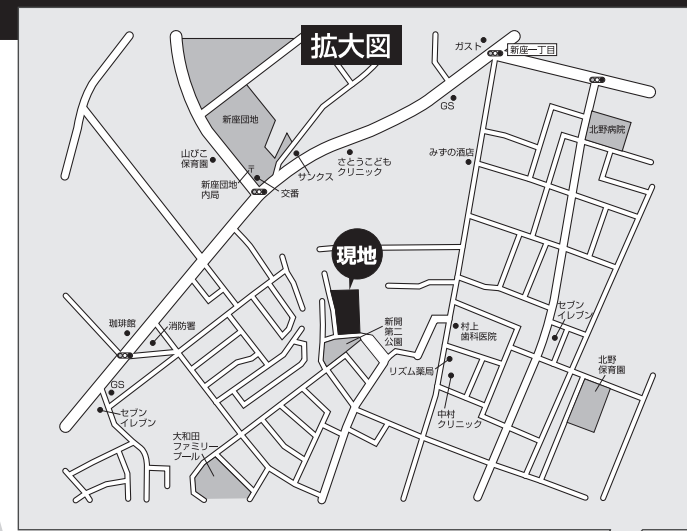 拡大図
ガスト
新座一丁目
GS
新座団地
北野病院
みずの酒店
山びこ
保育園
さとうこども
クリニック
サンクス
〒
新座団地
内局
交番
現地
珈琲館
消防署
新開
第二
公園
村上
歯科医院
セブン
イレブン
リズム薬局
北野
保育園
GS
セブン
イレブン
中村
クリニック
大和田
ファミリー
プール